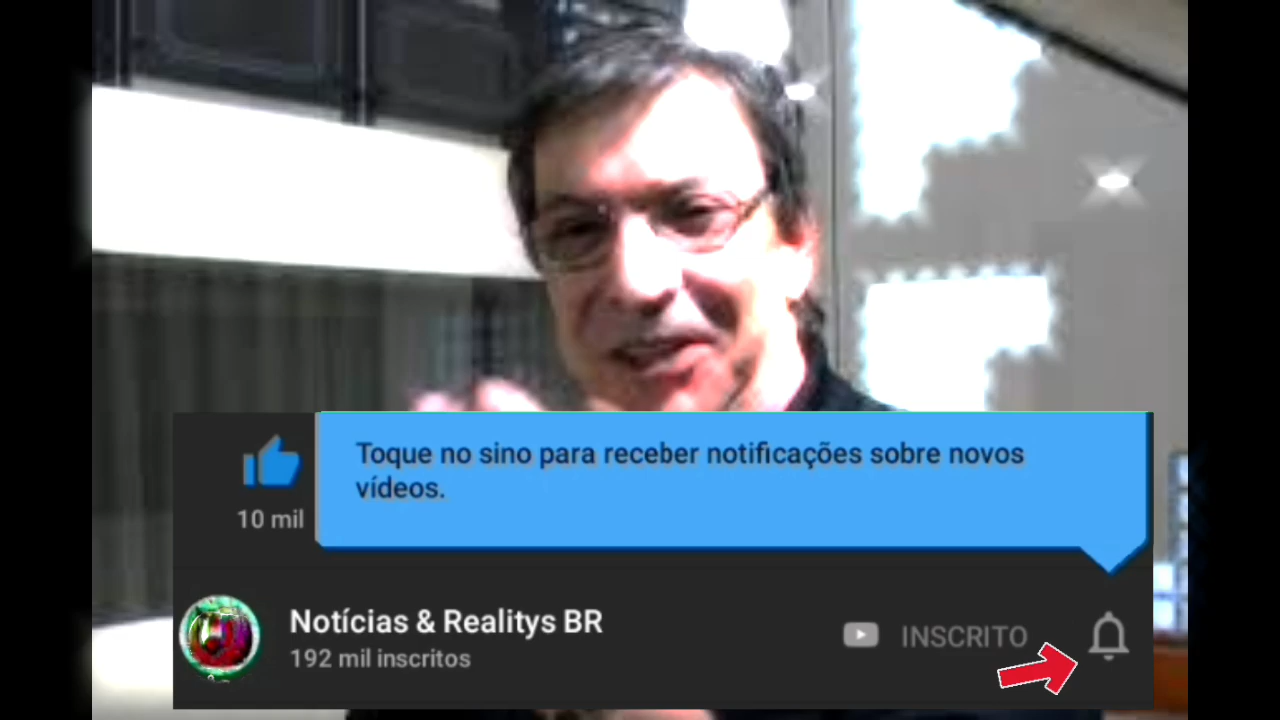 Toque no sino para receber notificações sobre novos
vídeos.
10 mil
Notícias & Realitys BR
192 mil inscritos
INSCRITO